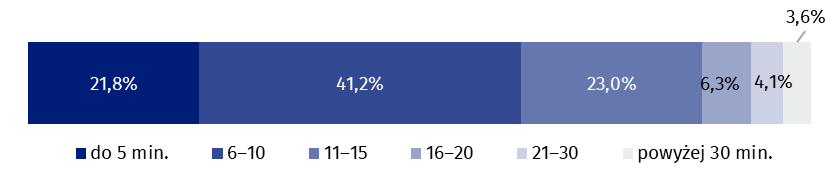 3,6%
21,8% 41,2% 23,0% 6,3% 4,1%
do 5 min. 6–10 11–15 16–20 21–30 powyżej 30 min.